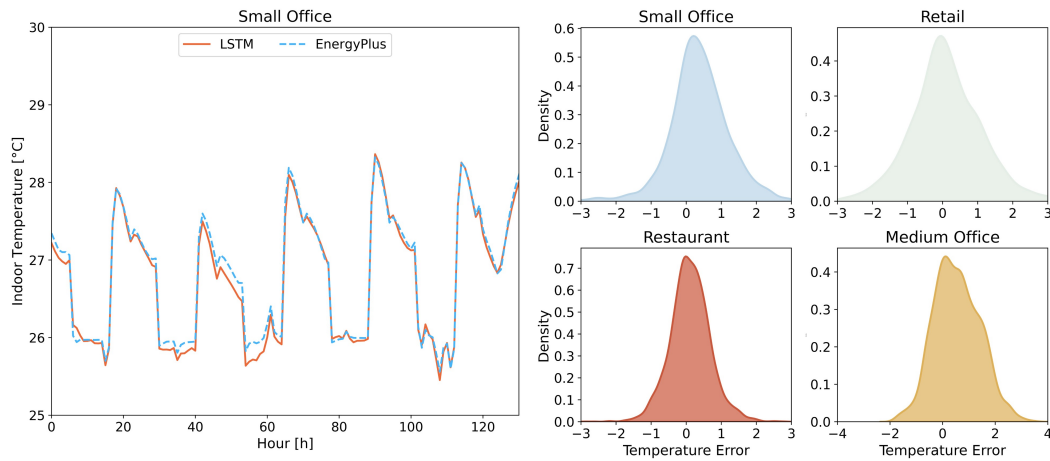 Small Office
30
29
28
27
26
25
Indoor Temperature [°C]
LSTM
EnergyPlus
0 20 40 60 80 100 120
Hour [h]
Small Office
0.6
0.5
0.4
0.3
0.2
0.1
0.0
Density
−3 −2 −1 0 1 2 3
Retail
0.4
0.3
0.2
0.1
0.0
−3 −2 −1 0 1 2 3
Restaurant
0.7
0.6
0.5
0.4
0.3
0.2
0.1
0.0
Density
−3 −2 −1 0 1 2 3
Temperature Error
Medium Office
0.4
0.3
0.2
0.1
0.0
−4 −2 0 2 4
Temperature Error